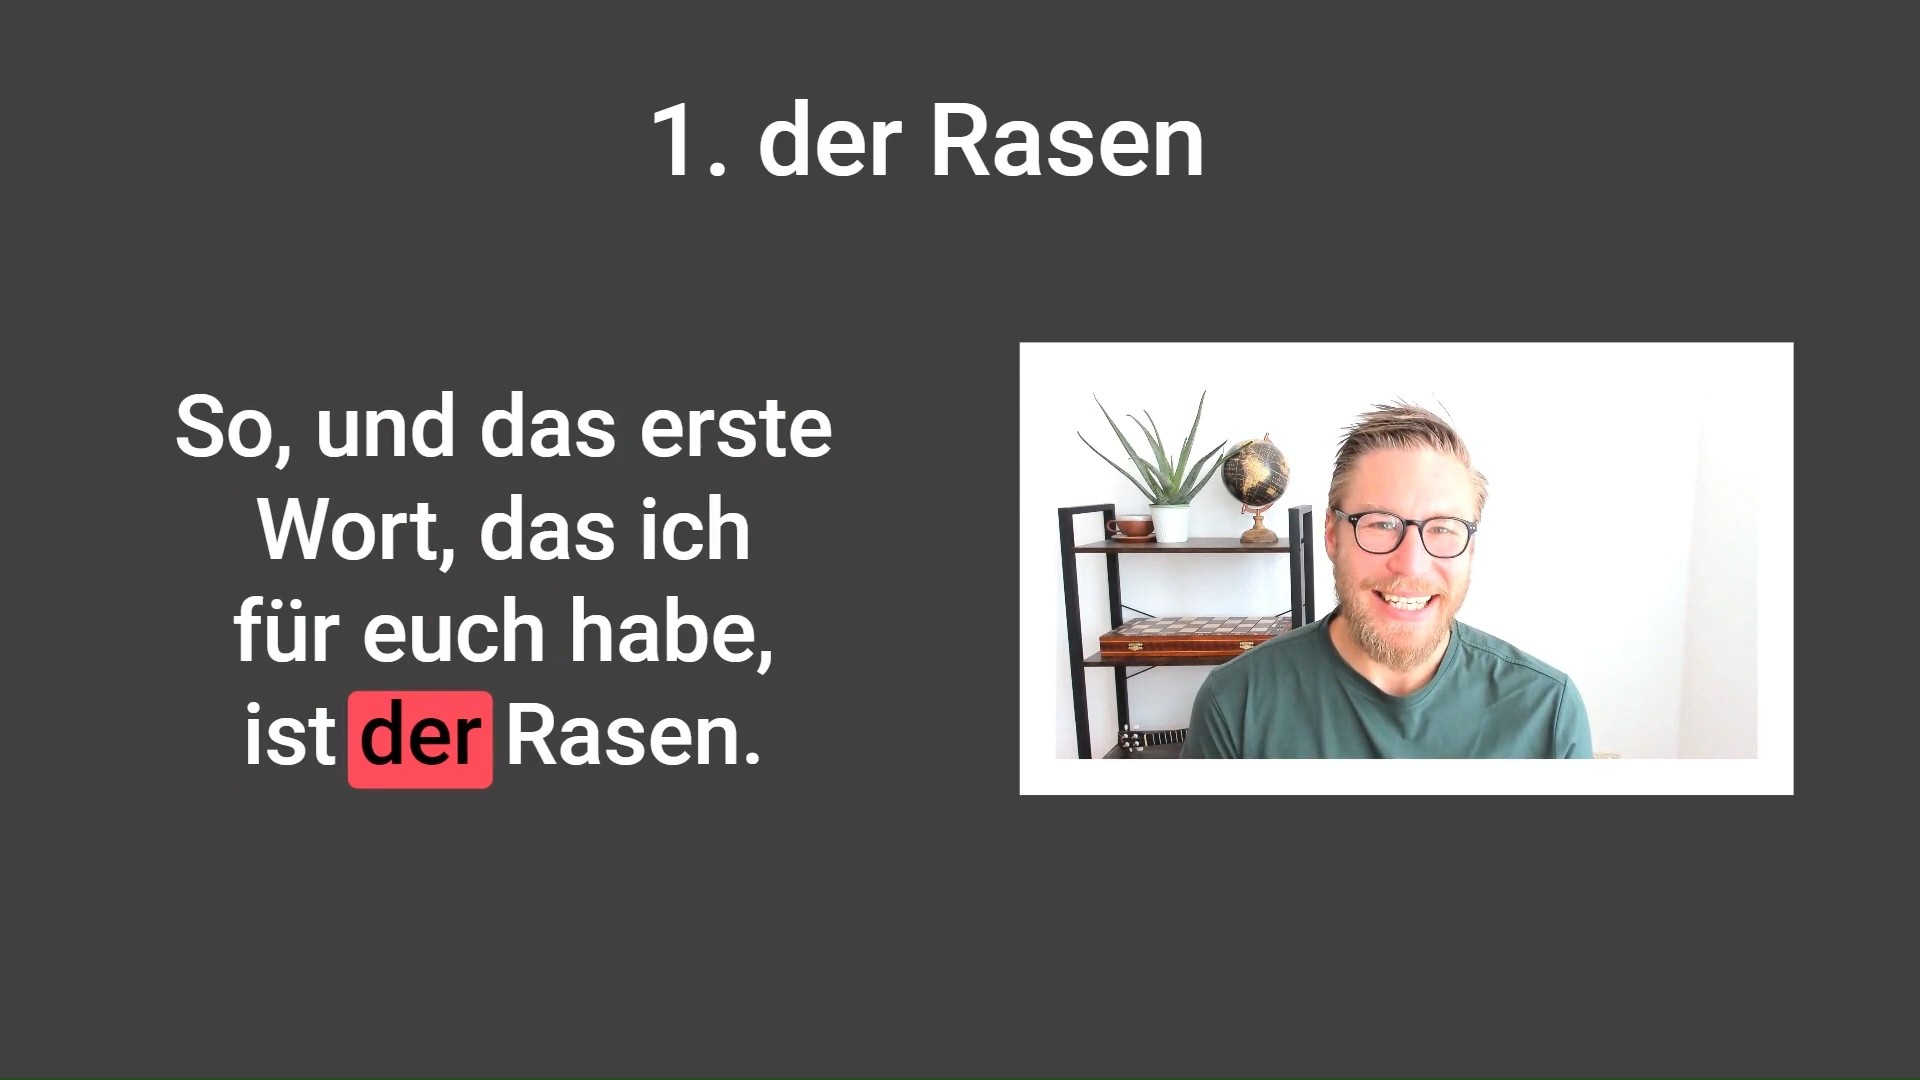 1. der Rasen
So, und das erste
Wort, das ich
für euch habe,
ist der Rasen.